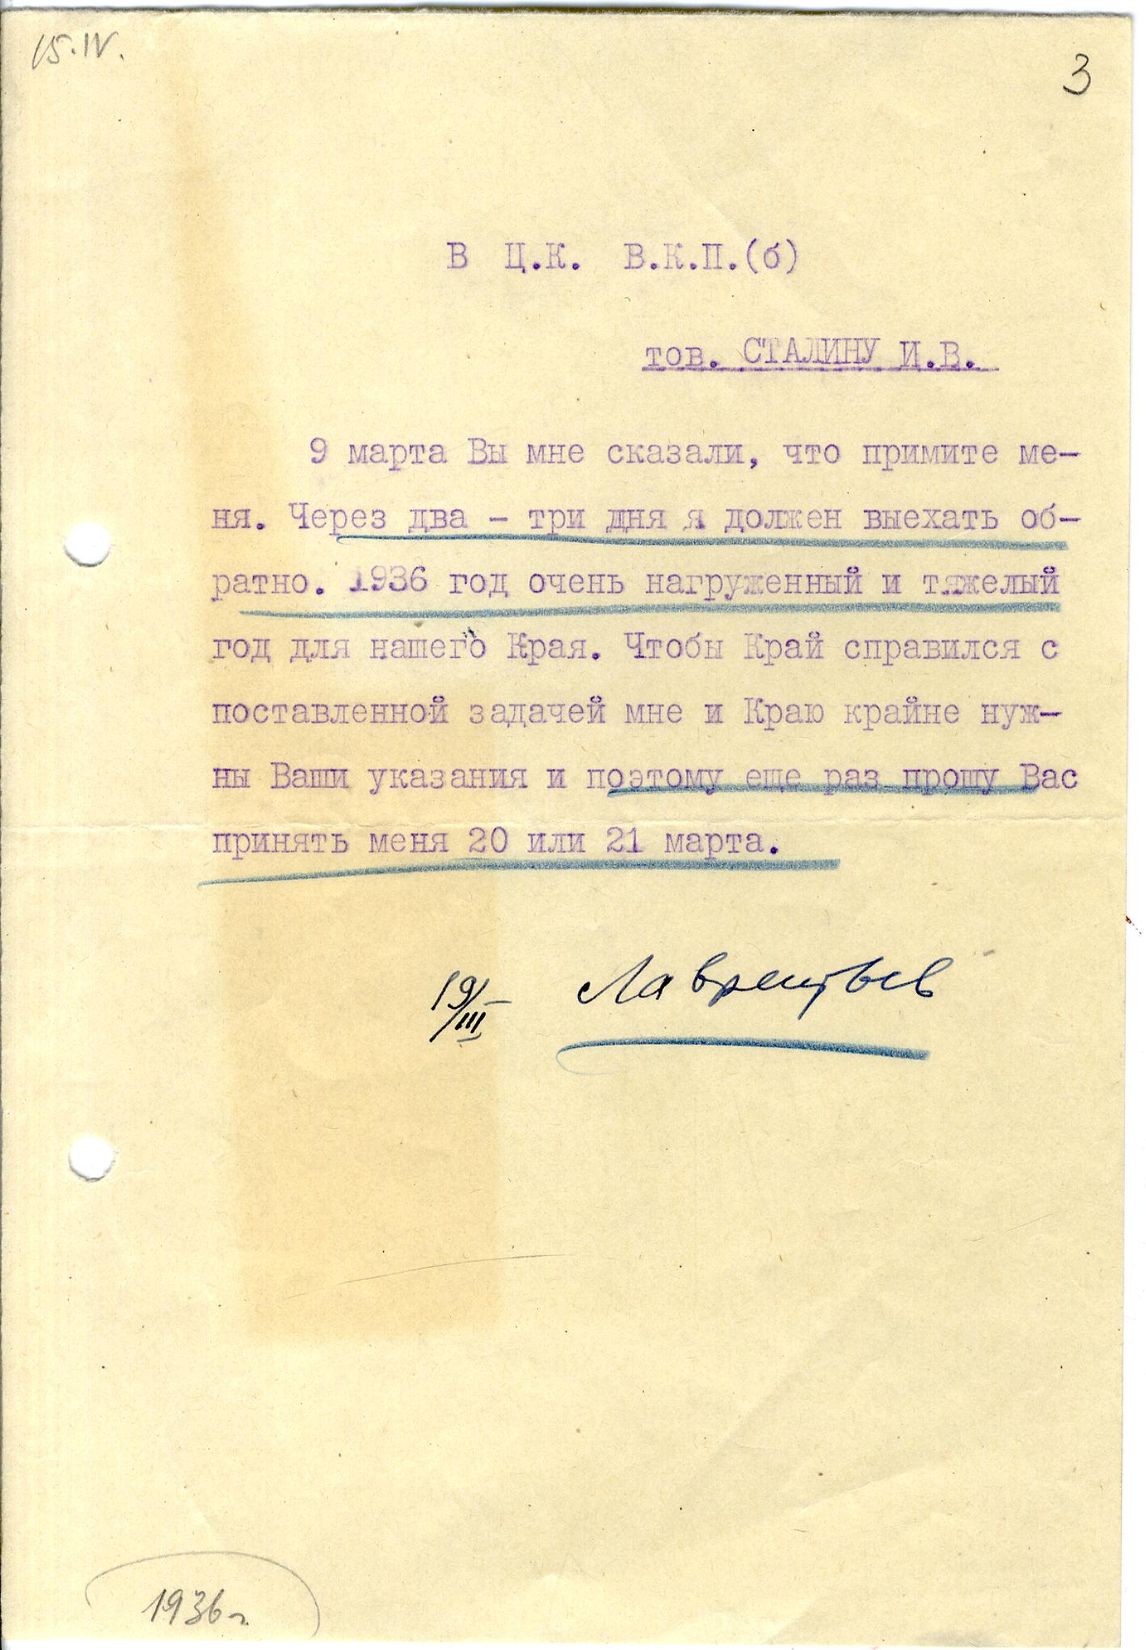 15.IV.
3
В Ц.К. В.К.П.(б)
тов. СТАЛИНУ И.В.
9 марта Вы мне сказали, что примите ме-
ня. Через два - три дня я должен выехать об-
ратно. 1936 год очень нагруженный и тяжелый
год для нашего Края. Чтобы Край справился с
поставленной задачей мне и Краю крайне нуж-
ны Ваши указания и поэтому еще раз прошу Вас
принять меня 20 или 21 марта.
19/III Лаврентьев
1936г.